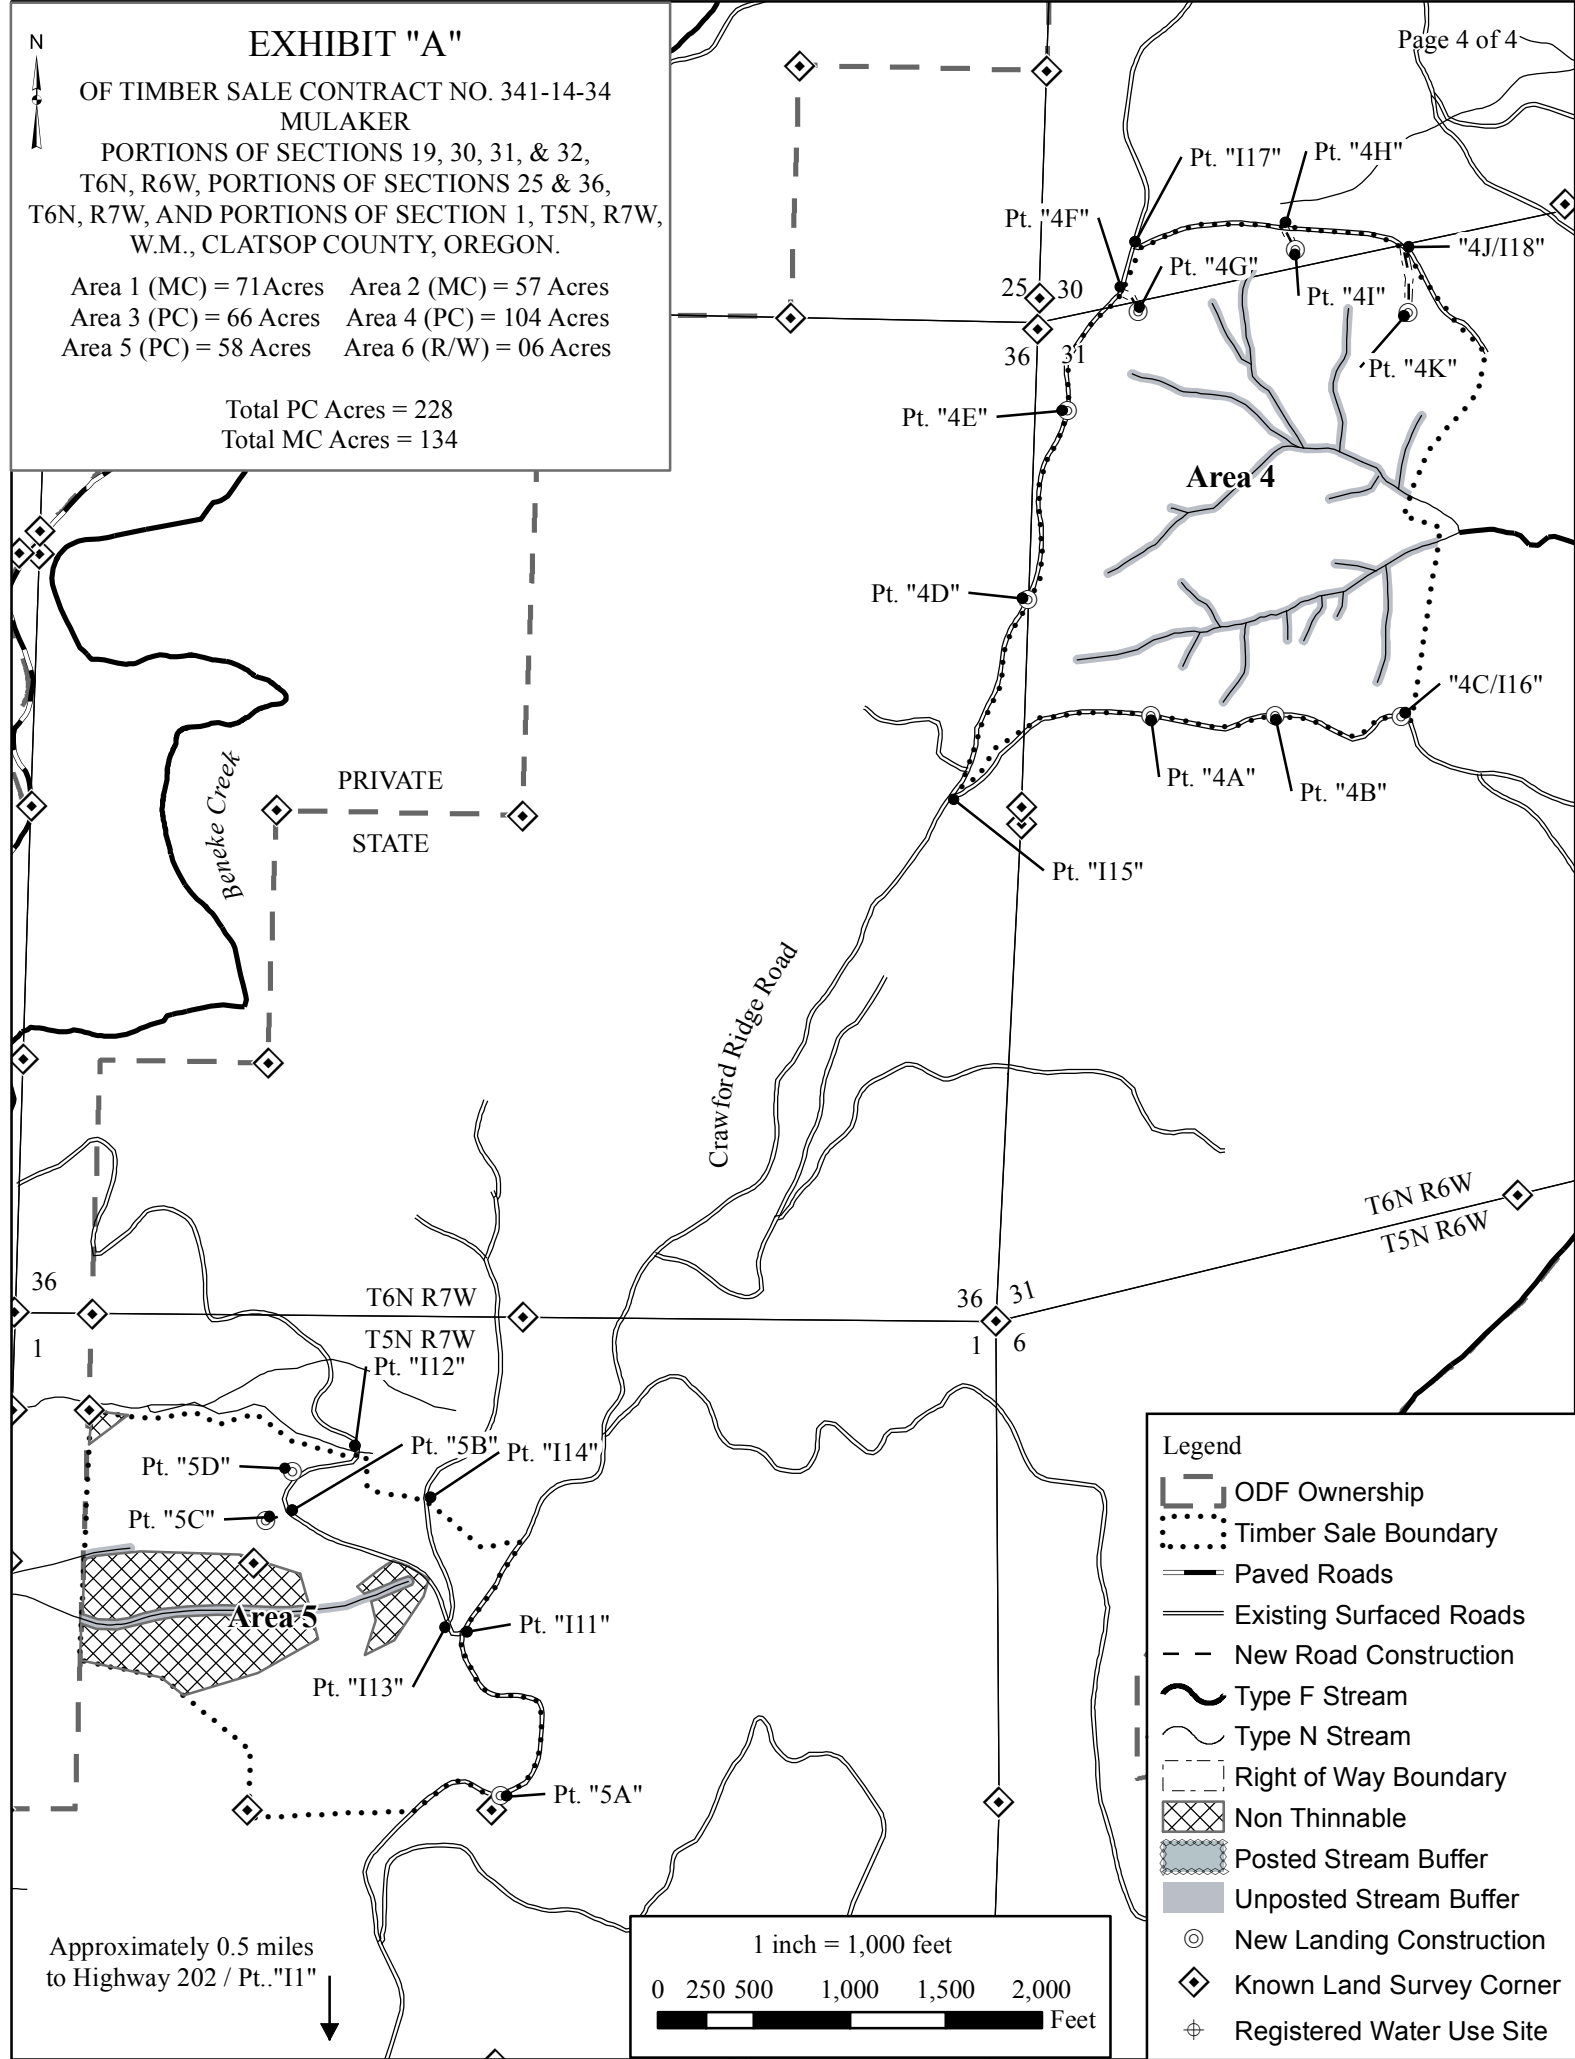 N
EXHIBIT "A"
OF TIMBER SALE CONTRACT NO. 341-14-34
MULAKER
PORTIONS OF SECTIONS 19, 30, 31, & 32,
T6N, R6W, PORTIONS OF SECTIONS 25 & 36,
T6N, R7W, AND PORTIONS OF SECTION 1, T5N, R7W,
W.M., CLATSOP COUNTY, OREGON.
Area 1 (MC) = 71Acres Area 2 (MC) = 57 Acres
Area 3 (PC) = 66 Acres Area 4 (PC) = 104 Acres
Area 5 (PC) = 58 Acres Area 6 (R/W) = 06 Acres
Total PC Acres = 228
Total MC Acres = 134
Page 4 of 4
Pt. "I17"
Pt. "4H"
Pt. "4F"
"4J/I18"
Pt. "4G"
25 30
Pt. "4I"
36 31
Pt. "4K"
Pt. "4E"
Area 4
Pt. "4D"
"4C/I16"
Pt. "4A"
Pt. "4B"
Beneke Creek
PRIVATE
STATE
Pt. "I15"
Crawford Ridge Road
T6N R6W
T5N R6W
36
1
T6N R7W
T5N R7W
36 31
1 6
Pt. "I12"
Pt. "5B"
Pt. "I14"
Pt. "5D"
Pt. "5C"
Area 5
Pt. "I11"
Pt. "I13"
Pt. "5A"
Approximately 0.5 miles
to Highway 202 / Pt.."I1"
1 inch = 1,000 feet
0 250 500 1,000 1,500 2,000
Feet
Legend
ODF Ownership
Timber Sale Boundary
Paved Roads
Existing Surfaced Roads
New Road Construction
Type F Stream
Type N Stream
Right of Way Boundary
Non Thinnable
Posted Stream Buffer
Unposted Stream Buffer
New Landing Construction
Known Land Survey Corner
Registered Water Use Site